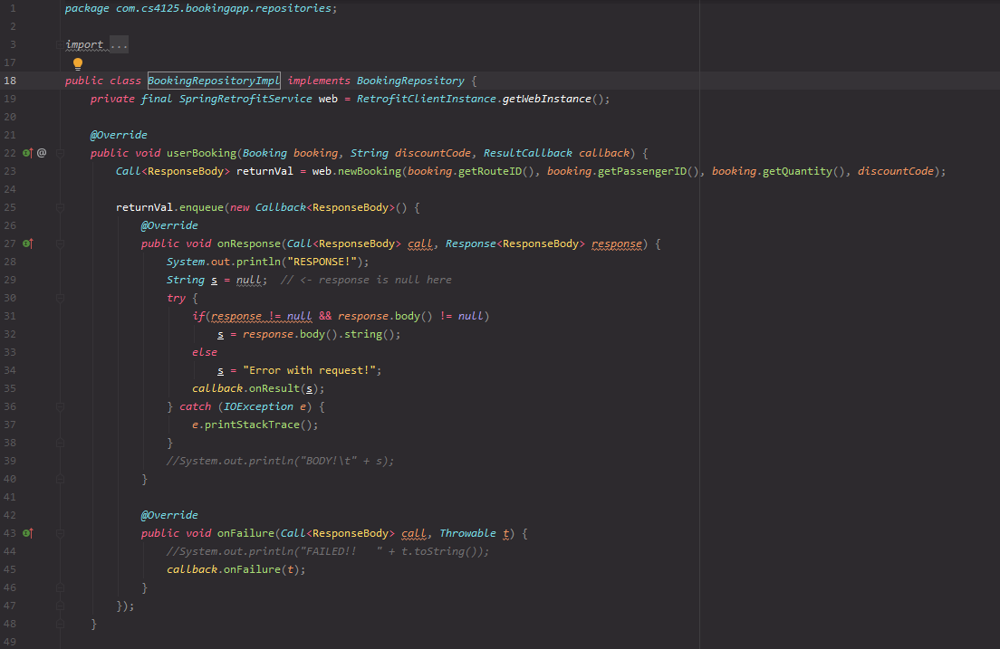 1 package com.cs4125.bookingapp.repositories;
2
3 import ...
17
18 public class BookingRepositoryImpl implements BookingRepository {
19 private final SpringRetrofitService web = RetrofitClientInstance.getWebInstance();
20
21 @Override
22 @ public void userBooking(Booking booking, String discountCode, ResultCallback callback) {
23 Call<ResponseBody> returnVal = web.newBooking(booking.getRouteID(), booking.getPassengerID(), booking.getQuantity(), discountCode);
24
25 returnVal.enqueue(new Callback<ResponseBody>() {
26 @Override
27 public void onResponse(Call<ResponseBody> call, Response<ResponseBody> response) {
28 System.out.println("RESPONSE!");
29 String s = null; // <- response is null here
30 try {
31 if(response != null && response.body() != null)
32 s = response.body().string();
33 else
34 s = "Error with request!";
35 callback.onResult(s);
36 } catch (IOException e) {
37 e.printStackTrace();
38 }
39 //System.out.println("BODY!\t" + s);
40 }
41
42 @Override
43 public void onFailure(Call<ResponseBody> call, Throwable t) {
44 //System.out.println("FAILED!!   " + t.toString());
45 callback.onFailure(t);
46 }
47 });
48 }
49